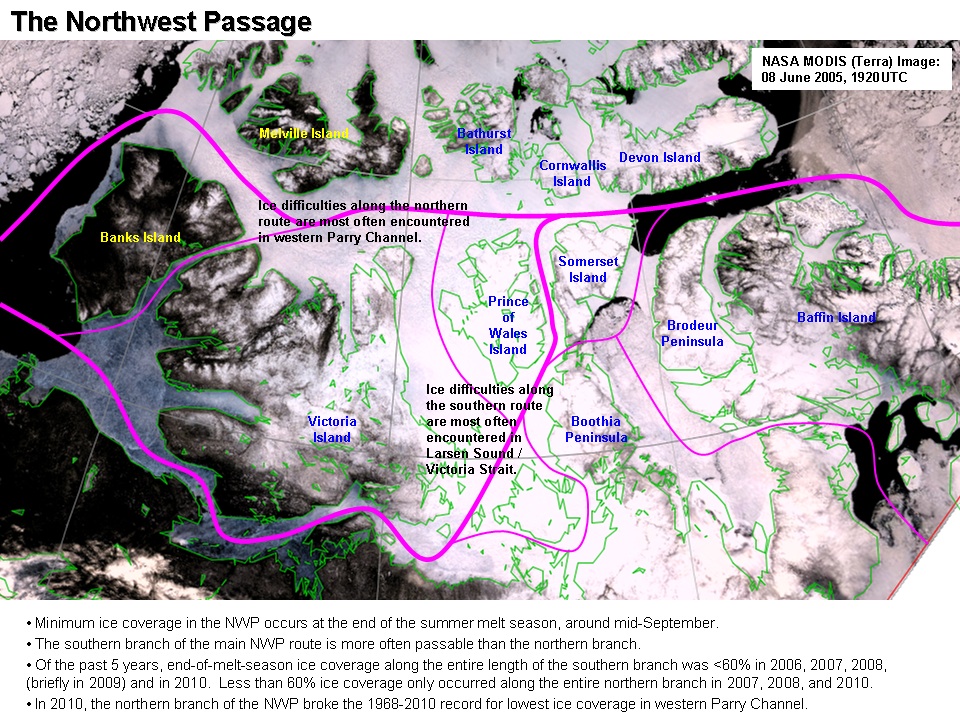 The Northwest Passage
NASA MODIS (Terra) Image:
08 June 2005, 1920UTC
Melville Island
Bathurst
Island
Cornwallis
Island
Devon Island
Ice difficulties along the northern
route are most often encountered
in western Parry Channel.
Banks Island
Somerset
Island
Prince
of
Wales
Island
Brodeur
Peninsula
Baffin Island
Ice difficulties along
the southern route
are most often
encountered in
Larsen Sound /
Victoria Strait.
Victoria
Island
Boothia
Peninsula
• Minimum ice coverage in the NWP occurs at the end of the summer melt season, around mid-September.
• The southern branch of the main NWP route is more often passable than the northern branch.
• Of the past 5 years, end-of-melt-season ice coverage along the entire length of the southern branch was <60% in 2006, 2007, 2008,
(briefly in 2009) and in 2010.  Less than 60% ice coverage only occurred along the entire northern branch in 2007, 2008, and 2010.
• In 2010, the northern branch of the NWP broke the 1968-2010 record for lowest ice coverage in western Parry Channel.